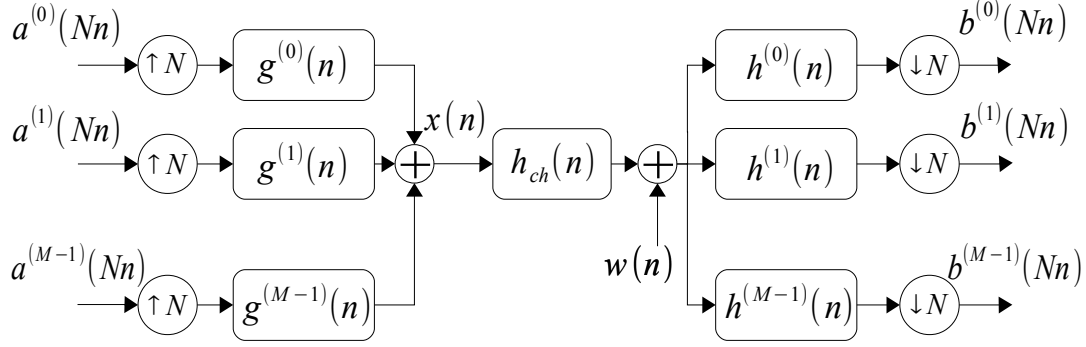 a^(0)(Nn) ↑N g^(0)(n) h^(0)(n) ↓N b^(0)(Nn)
x(n)
a^(1)(Nn) ↑N g^(1)(n) + h_ch(n) + h^(1)(n) ↓N b^(1)(Nn)
w(n)
a^(M−1)(Nn) ↑N g^(M−1)(n) h^(M−1)(n) ↓N b^(M−1)(Nn)